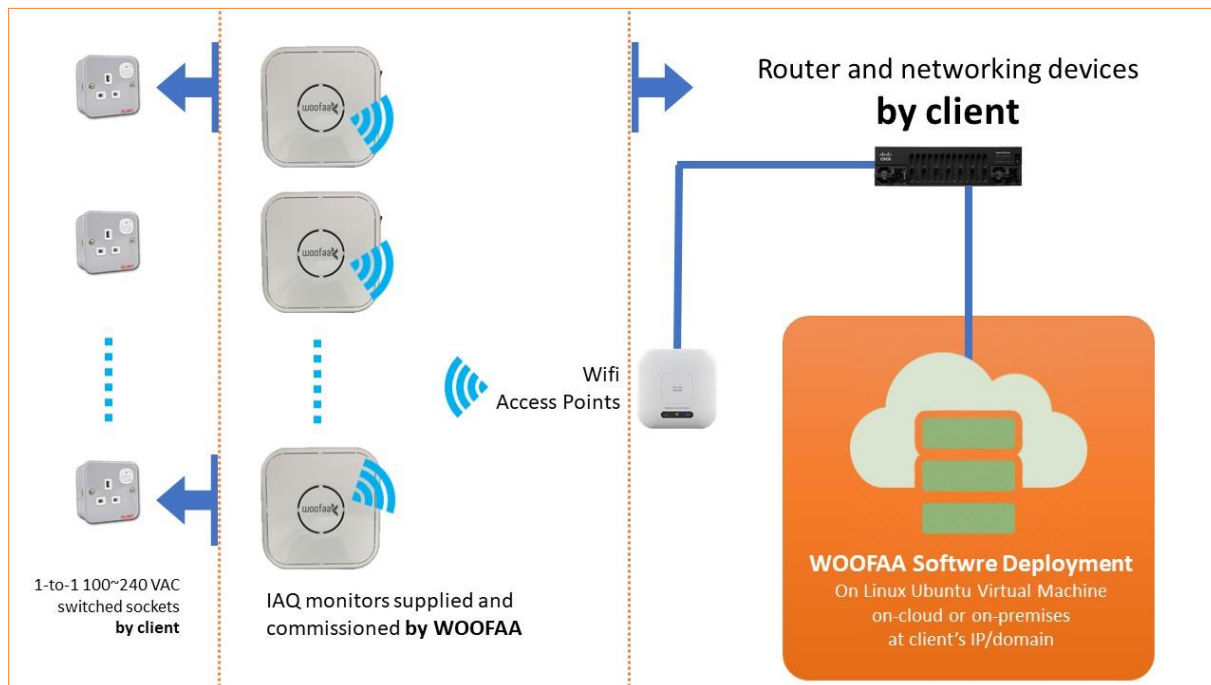 Router and networking devices
by client
CISCO
woofaa
woofaa
Wifi
Access Points
woofaa
1-to-1 100~240 VAC
switched sockets
by client
IAQ monitors supplied and
commissioned by WOOFAA
WOOFAA Softwre Deployment
On Linux Ubuntu Virtual Machine
on-cloud or on-premises
at client's IP/domain